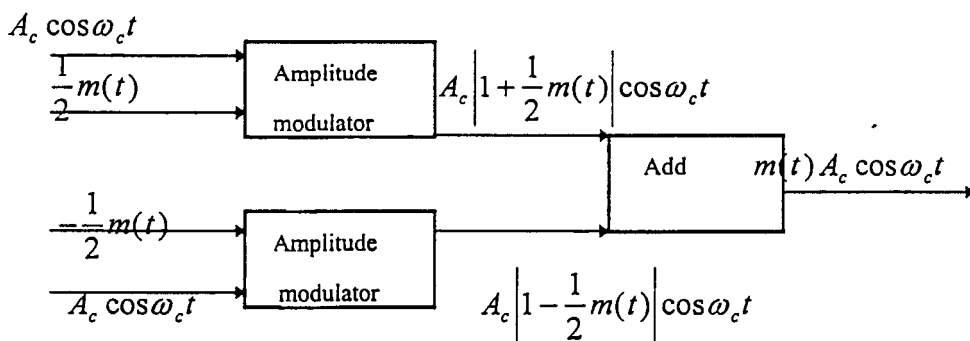 A_c cos ω_c t
1/2 m(t)
Amplitude
modulator
A_c |1 + 1/2 m(t)| cos ω_c t
Add
m(t) A_c cos ω_c t
-1/2 m(t)
Amplitude
modulator
A_c cos ω_c t
A_c |1 - 1/2 m(t)| cos ω_c t